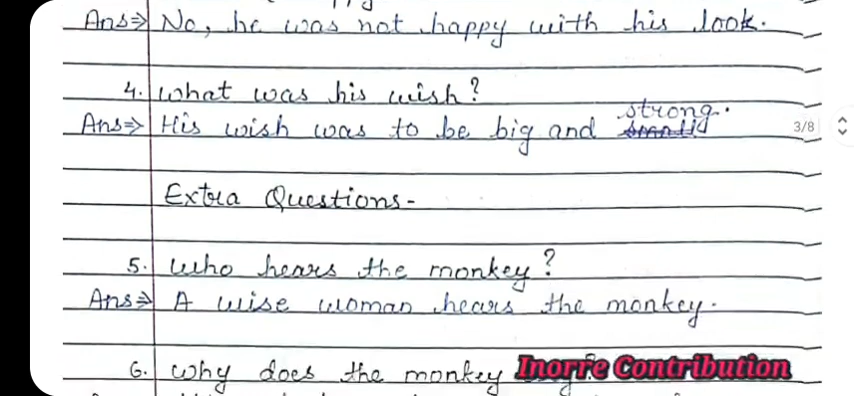 Ans⇒ No, he was not happy with his look.
4. What was his wish?
Ans⇒ His wish was to be big and strong.
3/8
Extra Questions-
5. Who hears the monkey?
Ans⇒ A wise woman hears the monkey.
6. Why does the monkey
Inorre Contribution